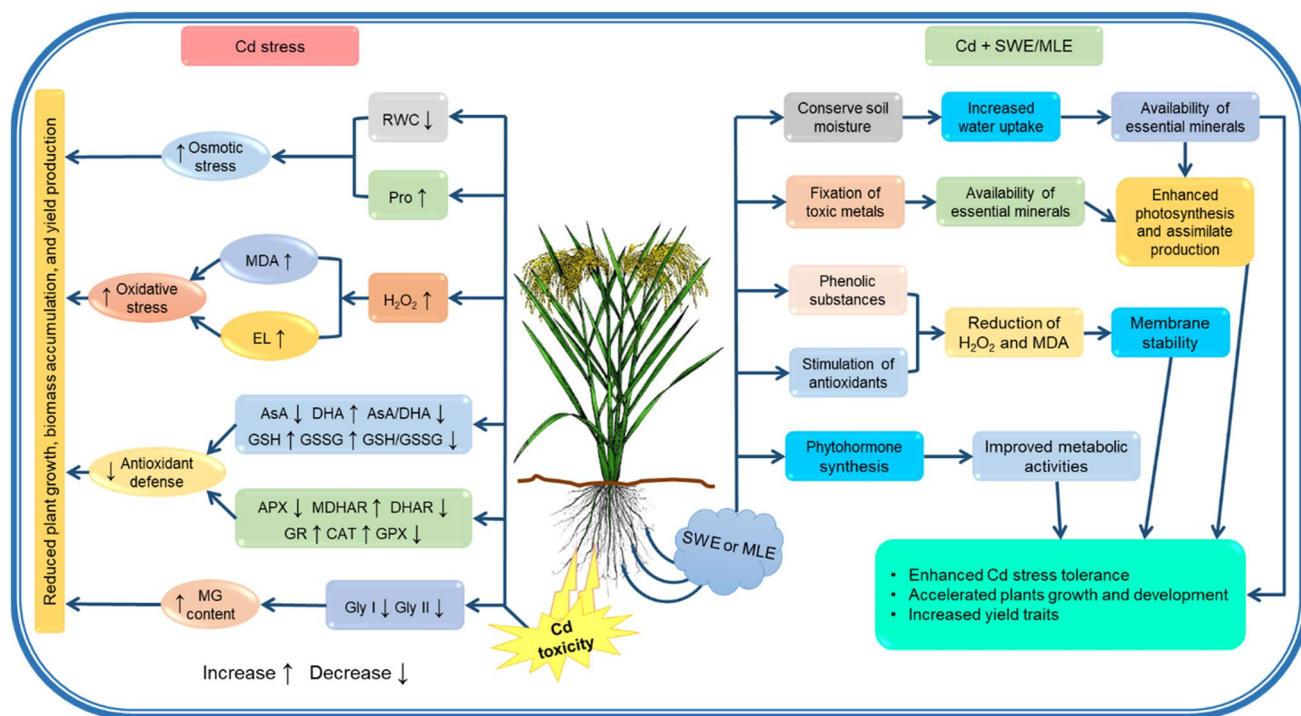 Cd stress
Reduced plant growth, biomass accumulation, and yield production
RWC ↓
↑ Osmotic
stress
Pro ↑
MDA ↑
↑ Oxidative
stress
H₂O₂ ↑
EL ↑
AsA ↓ DHA ↑ AsA/DHA ↓
GSH ↑ GSSG ↑ GSH/GSSG ↓
↓ Antioxidant
defense
APX ↓ MDHAR ↑ DHAR ↓
GR ↑ CAT ↑ GPX ↓
↑ MG
content
Gly I ↓ Gly II ↓
Cd
toxicity
Increase ↑ Decrease ↓
SWE or MLE
Cd + SWE/MLE
Conserve soil
moisture
Increased
water uptake
Availability of
essential minerals
Fixation of
toxic metals
Availability of
essential minerals
Enhanced
photosynthesis
and assimilate
production
Phenolic
substances
Stimulation of
antioxidants
Reduction of
H₂O₂ and MDA
Membrane
stability
Phytohormone
synthesis
Improved metabolic
activities
• Enhanced Cd stress tolerance
• Accelerated plants growth and development
• Increased yield traits